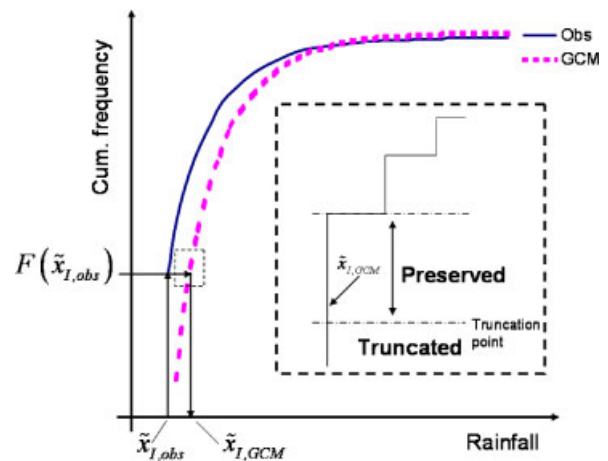 Obs
GCM
Cum. frequency
F(x̃I,obs)
x̃I,GCM
Preserved
Truncation
point
Truncated
x̃I,obs
x̃I,GCM
Rainfall